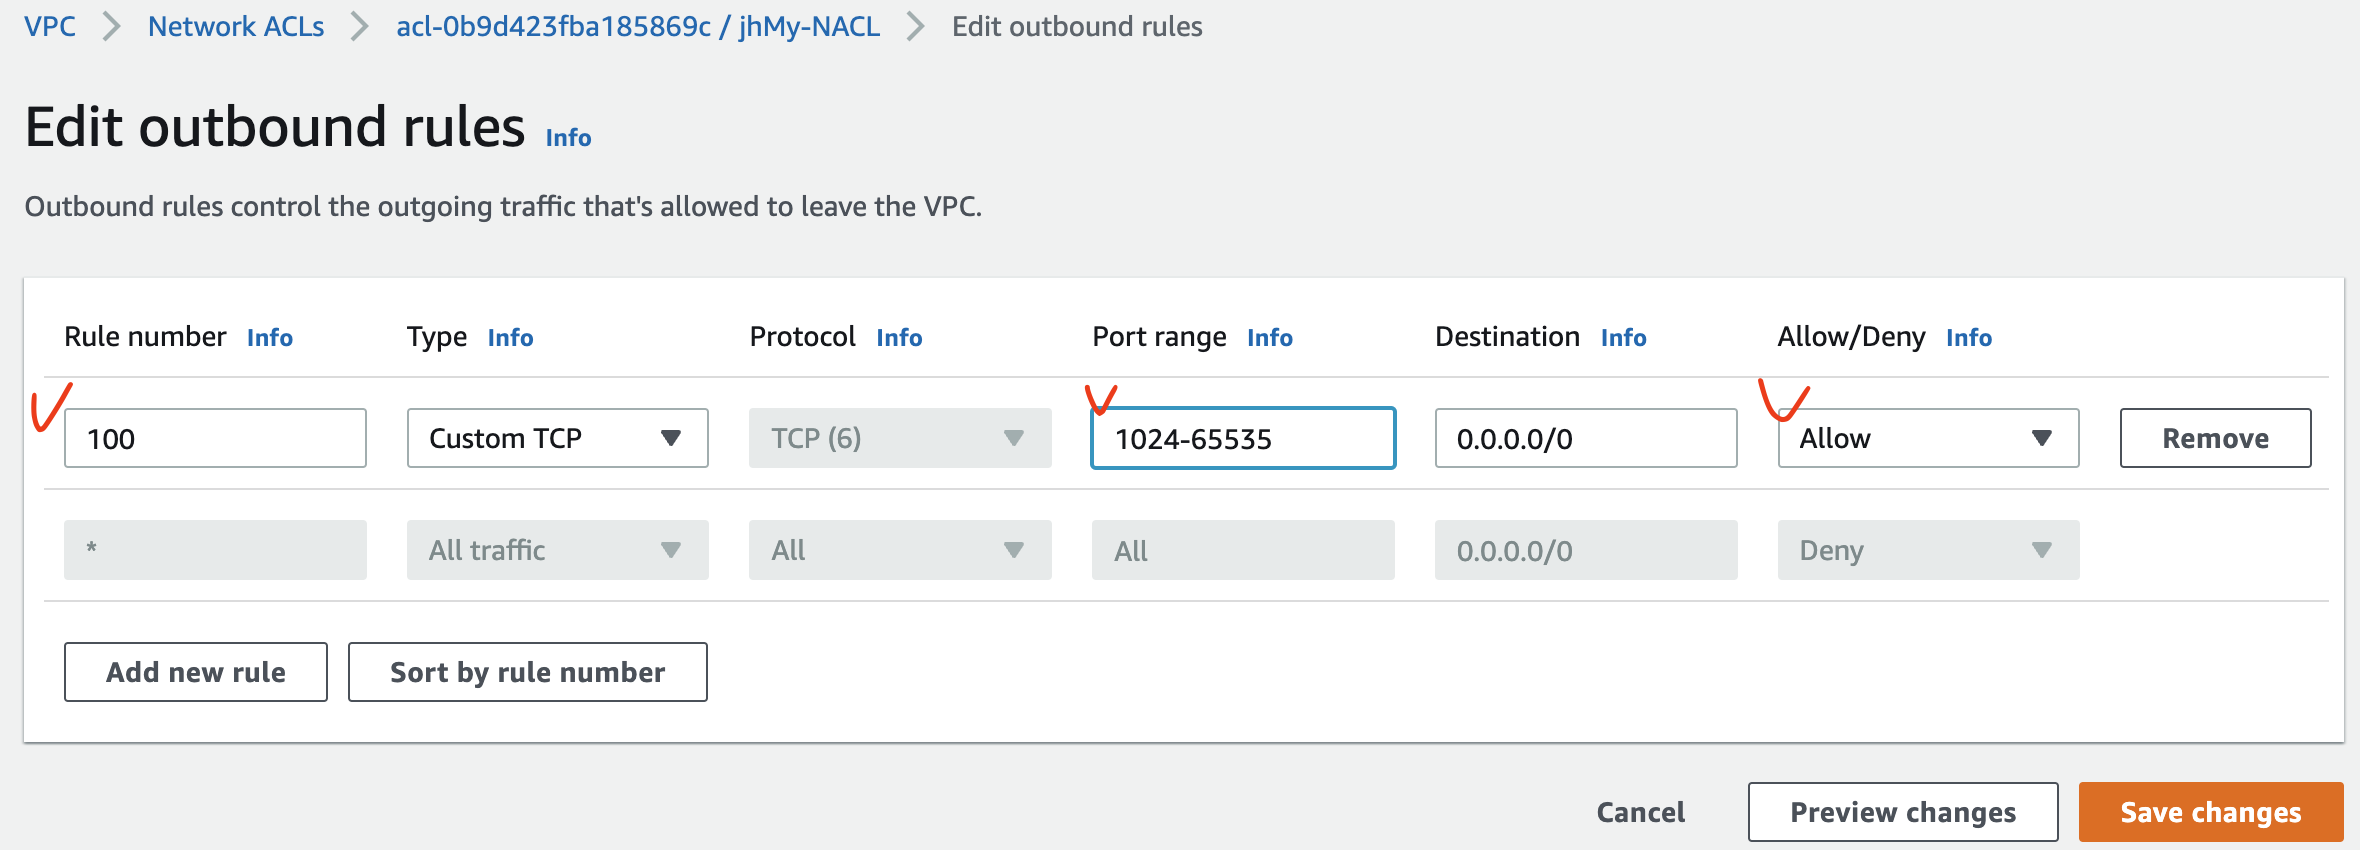 VPC > Network ACLs > acl-0b9d423fba185869c / jhMy-NACL > Edit outbound rules
Edit outbound rules Info
Outbound rules control the outgoing traffic that's allowed to leave the VPC.
Rule number Info Type Info Protocol Info Port range Info Destination Info Allow/Deny Info
100 Custom TCP TCP (6) 1024-65535 0.0.0.0/0 Allow Remove
* All traffic All All 0.0.0.0/0 Deny
Add new rule Sort by rule number
Cancel Preview changes Save changes